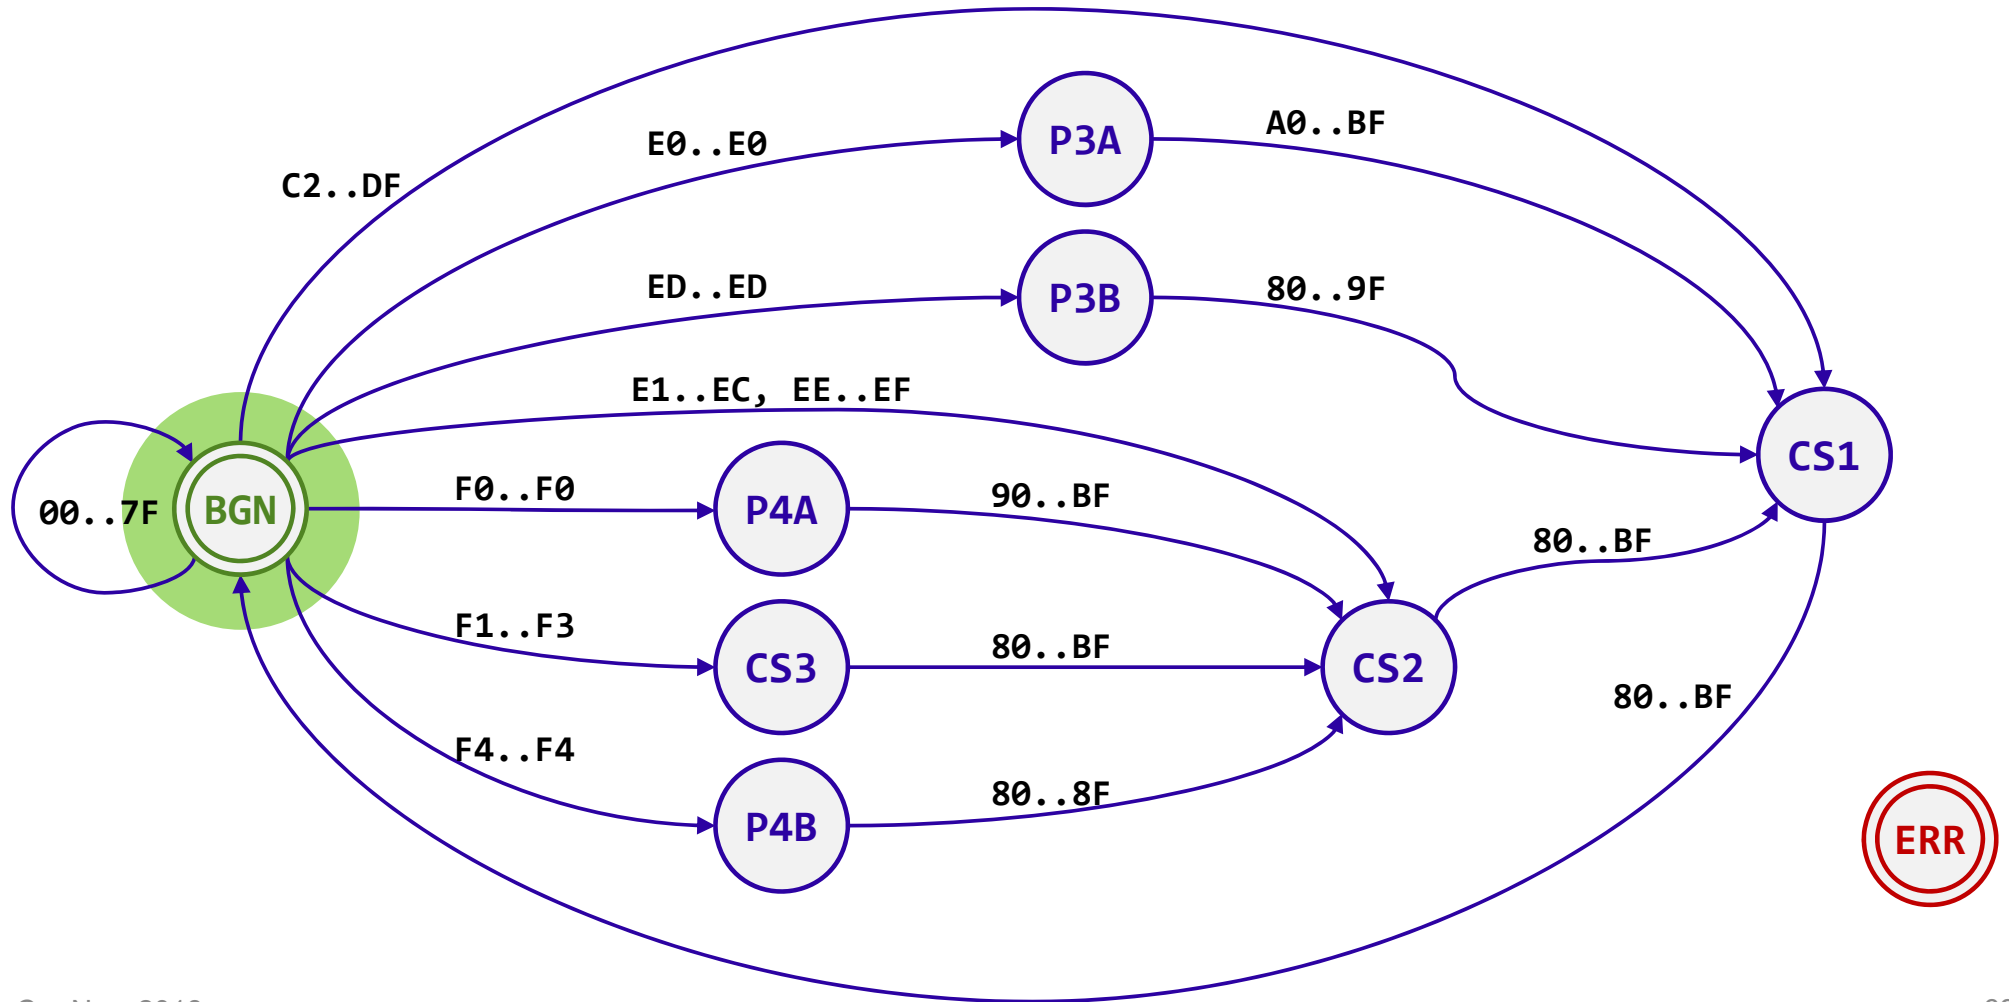 C2..DF
E0..E0
P3A
A0..BF
ED..ED
P3B
80..9F
E1..EC, EE..EF
00..7F
BGN
F0..F0
P4A
90..BF
CS1
80..BF
F1..F3
CS3
80..BF
CS2
80..BF
F4..F4
P4B
80..8F
ERR